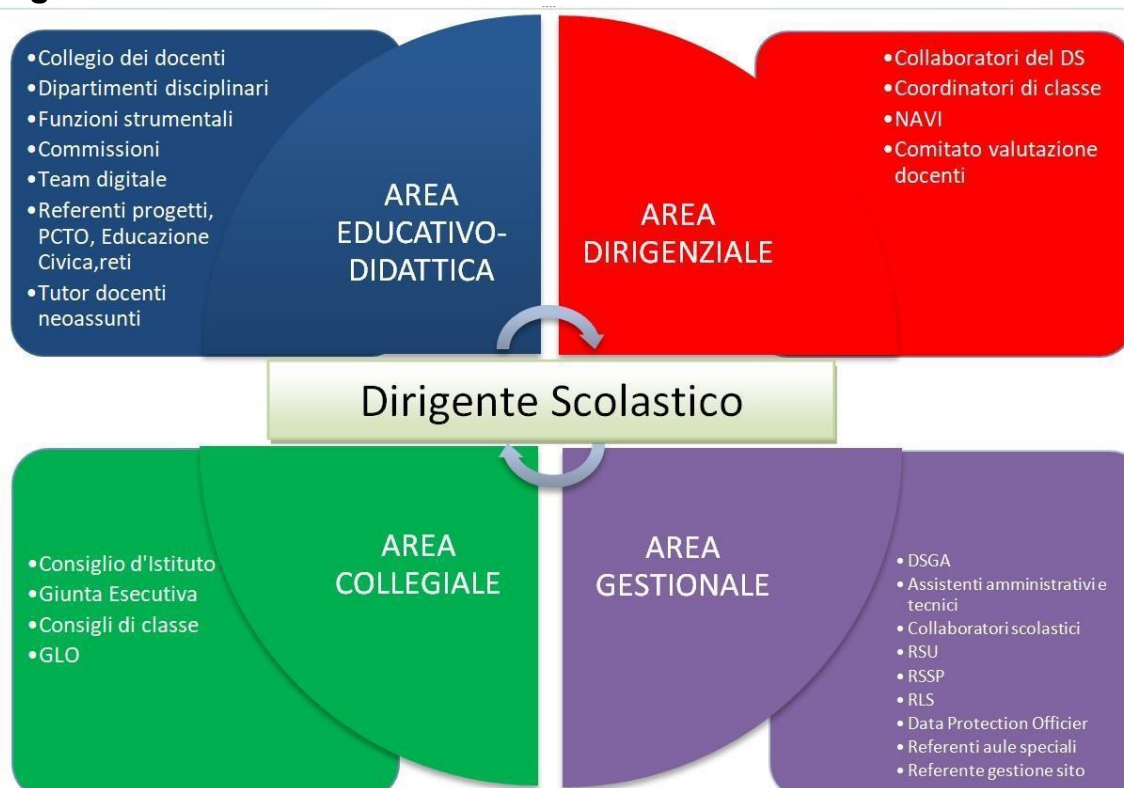 •Collegio dei docenti
•Dipartimenti disciplinari
•Funzioni strumentali
•Commissioni
•Team digitale
•Referenti progetti,
PCTO, Educazione
Civica,reti
•Tutor docenti
neoassunti
AREA
EDUCATIVO-
DIDATTICA
AREA
DIRIGENZIALE
•Collaboratori del DS
•Coordinatori di classe
•NAVI
•Comitato valutazione
docenti
Dirigente Scolastico
•Consiglio d'Istituto
•Giunta Esecutiva
•Consigli di classe
•GLO
AREA
COLLEGIALE
AREA
GESTIONALE
•DSGA
•Assistenti amministrativi e
tecnici
•Collaboratori scolastici
•RSU
•RSSP
•RLS
•Data Protection Officier
•Referenti aule speciali
•Referente gestione sito